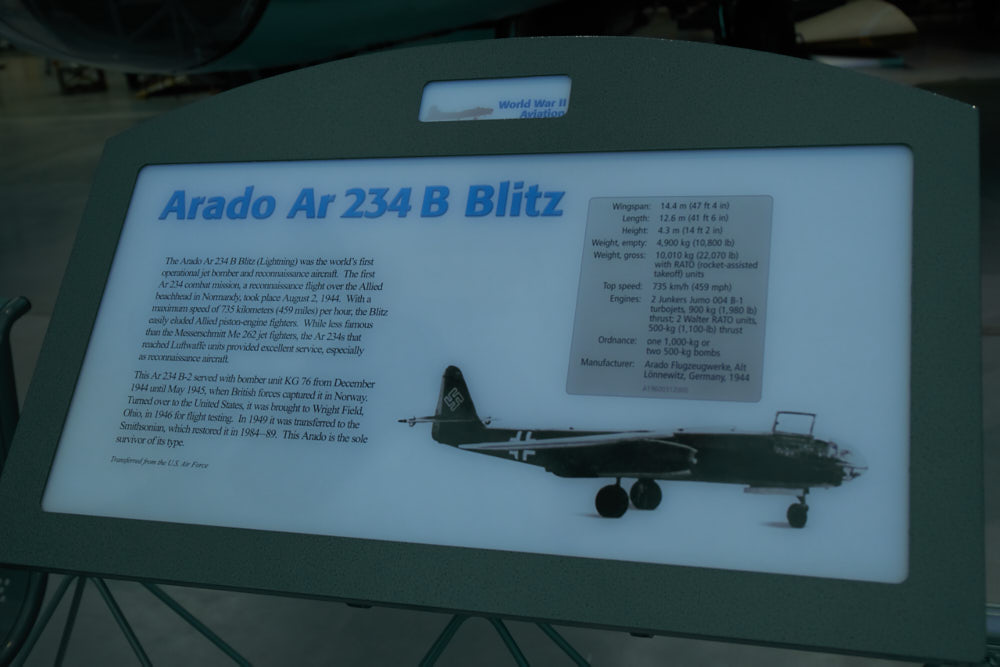 World War II
Aviation
Arado Ar 234 B Blitz
The Arado Ar 234 B Blitz (Lightning) was the world's first
operational jet bomber and reconnaissance aircraft. The first
Ar 234 combat mission, a reconnaissance flight over the Allied
beachhead in Normandy, took place August 2, 1944. With a
maximum speed of 735 kilometers (459 miles) per hour, the Blitz
easily eluded Allied piston-engine fighters. While less famous
than the Messerschmitt Me 262 jet fighters, the Ar 234s that
reached Luftwaffe units provided excellent service, especially
as reconnaissance aircraft.
This Ar 234 B-2 served with bomber unit KG 76 from December
1944 until May 1945, when British forces captured it in Norway.
Turned over to the United States, it was brought to Wright Field,
Ohio, in 1946 for flight testing. In 1949 it was transferred to the
Smithsonian, which restored it in 1984–89. This Arado is the sole
survivor of its type.
Transferred from the U.S. Air Force
Wingspan: 14.4 m (47 ft 4 in)
Length: 12.6 m (41 ft 6 in)
Height: 4.3 m (14 ft 2 in)
Weight, empty: 4,900 kg (10,800 lb)
Weight, gross: 10,010 kg (22,070 lb)
with RATO (rocket-assisted
takeoff) units
Top speed: 735 km/h (459 mph)
Engines: 2 Junkers Jumo 004 B-1
turbojets, 900 kg (1,980 lb)
thrust; 2 Walter RATO units,
500-kg (1,100-lb) thrust
Ordnance: one 1,000-kg or
two 500-kg bombs
Manufacturer: Arado Flugzeugwerke, Alt
Lönnewitz, Germany, 1944